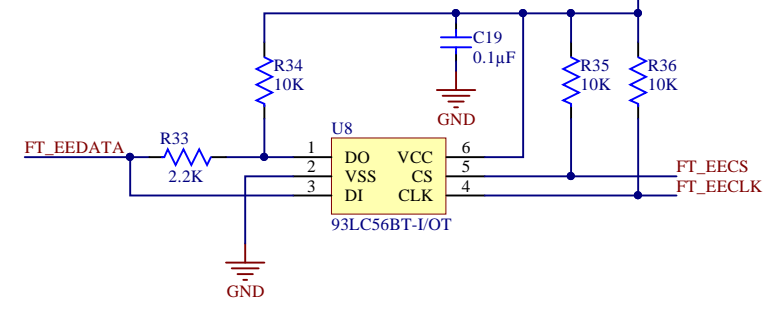 C19
0.1µF
GND
R34
10K
R35
10K
R36
10K
U8
FT_EEDATA
R33
2.2K
1
2
3
DO
VSS
DI
VCC
CS
CLK
6
5
4
FT_EECS
FT_EECLK
93LC56BT-I/OT
GND